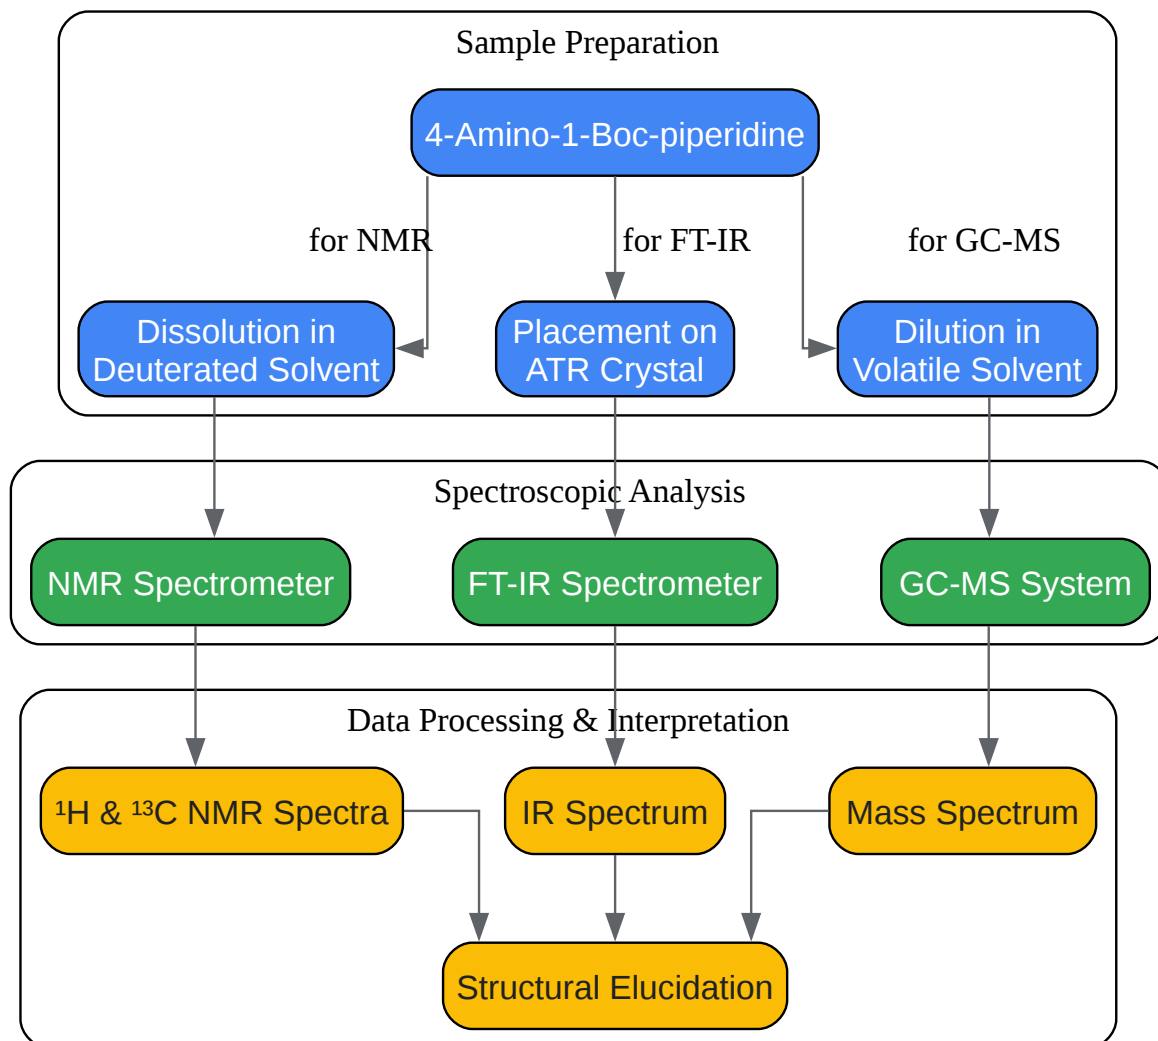 Sample Preparation
4-Amino-1-Boc-piperidine
for NMR
for FT-IR
for GC-MS
Dissolution in
Deuterated Solvent
Placement on
ATR Crystal
Dilution in
Volatile Solvent
Spectroscopic Analysis
NMR Spectrometer
FT-IR Spectrometer
GC-MS System
Data Processing & Interpretation
¹H & ¹³C NMR Spectra
IR Spectrum
Mass Spectrum
Structural Elucidation